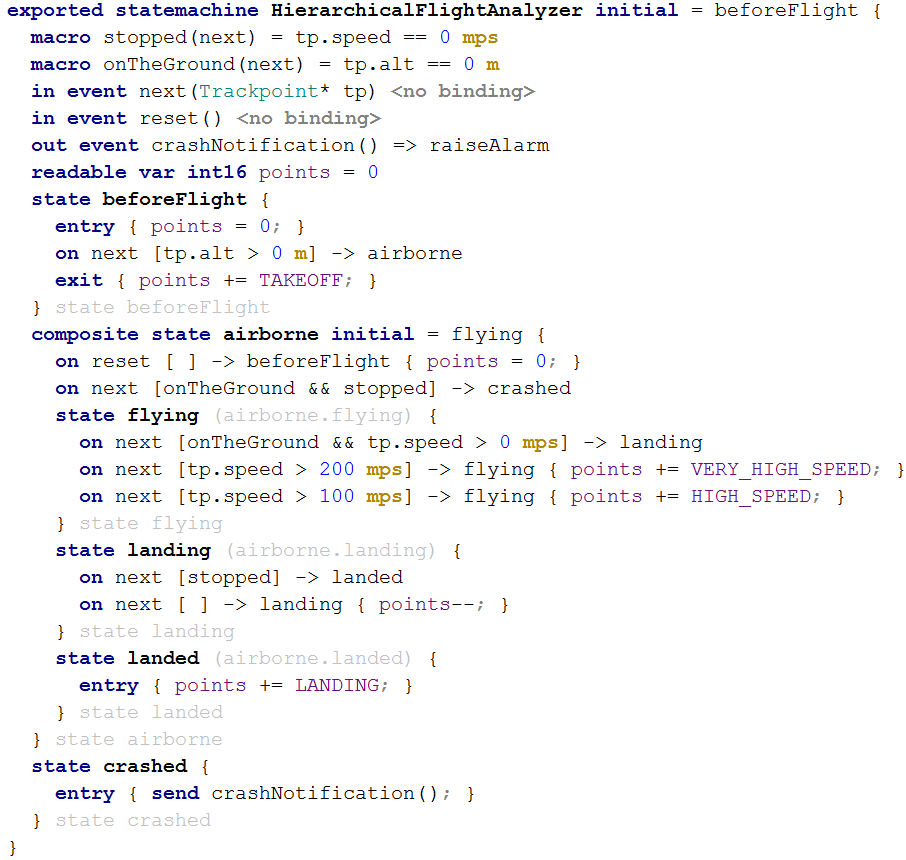 exported statemachine HierarchicalFlightAnalyzer initial = beforeFlight {
  macro stopped(next) = tp.speed == 0 mps
  macro onTheGround(next) = tp.alt == 0 m
  in event next(Trackpoint* tp) <no binding>
  in event reset() <no binding>
  out event crashNotification() => raiseAlarm
  readable var int16 points = 0
  state beforeFlight {
    entry { points = 0; }
    on next [tp.alt > 0 m] -> airborne
    exit { points += TAKEOFF; }
  } state beforeFlight
  composite state airborne initial = flying {
    on reset [ ] -> beforeFlight { points = 0; }
    on next [onTheGround && stopped] -> crashed
    state flying (airborne.flying) {
      on next [onTheGround && tp.speed > 0 mps] -> landing
      on next [tp.speed > 200 mps] -> flying { points += VERY_HIGH_SPEED; }
      on next [tp.speed > 100 mps] -> flying { points += HIGH_SPEED; }
    } state flying
    state landing (airborne.landing) {
      on next [stopped] -> landed
      on next [ ] -> landing { points--; }
    } state landing
    state landed (airborne.landed) {
      entry { points += LANDING; }
    } state landed
  } state airborne
  state crashed {
    entry { send crashNotification(); }
  } state crashed
}